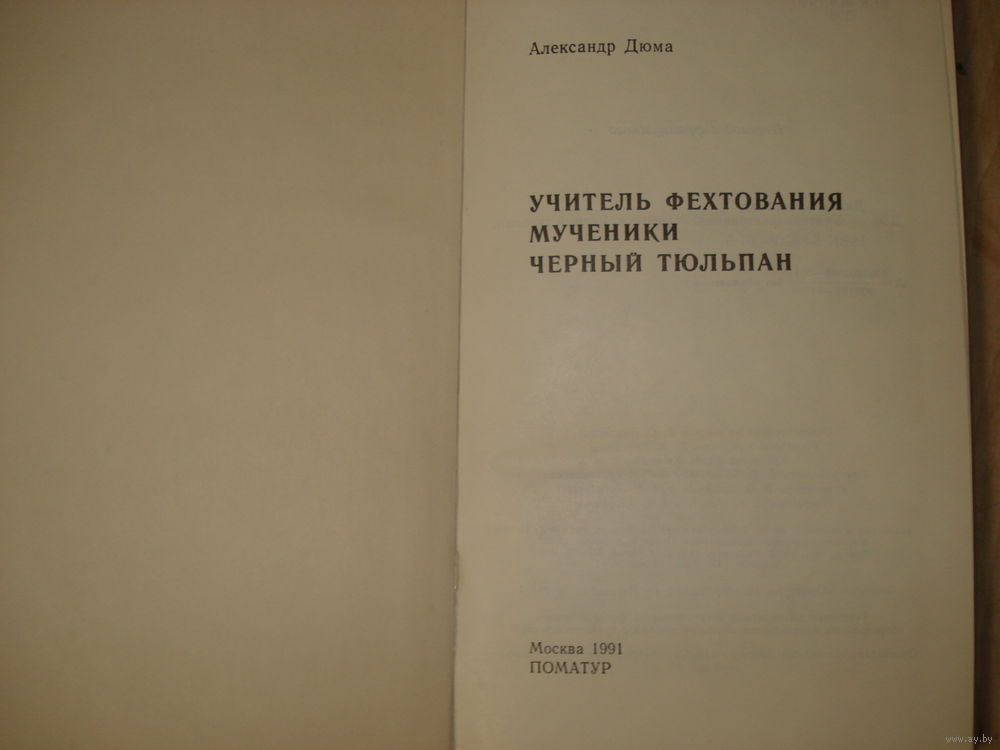 Александр Дюма
УЧИТЕЛЬ ФЕХТОВАНИЯ
МУЧЕНИКИ
ЧЕРНЫЙ ТЮЛЬПАН
Москва 1991
ПОМАТУР
www.ay.by